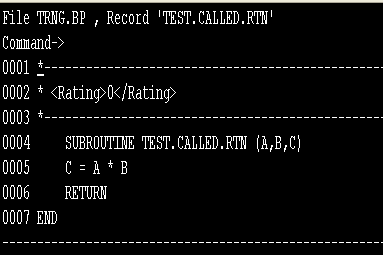 File TRNG.BP , Record 'TEST.CALLED.RTN'
Command->
0001 *-----------------------------------------------------
0002 * <Rating>0</Rating>
0003 *-----------------------------------------------------
0004     SUBROUTINE TEST.CALLED.RTN (A,B,C)
0005     C = A * B
0006     RETURN
0007 END
-----------------------------------------------------------